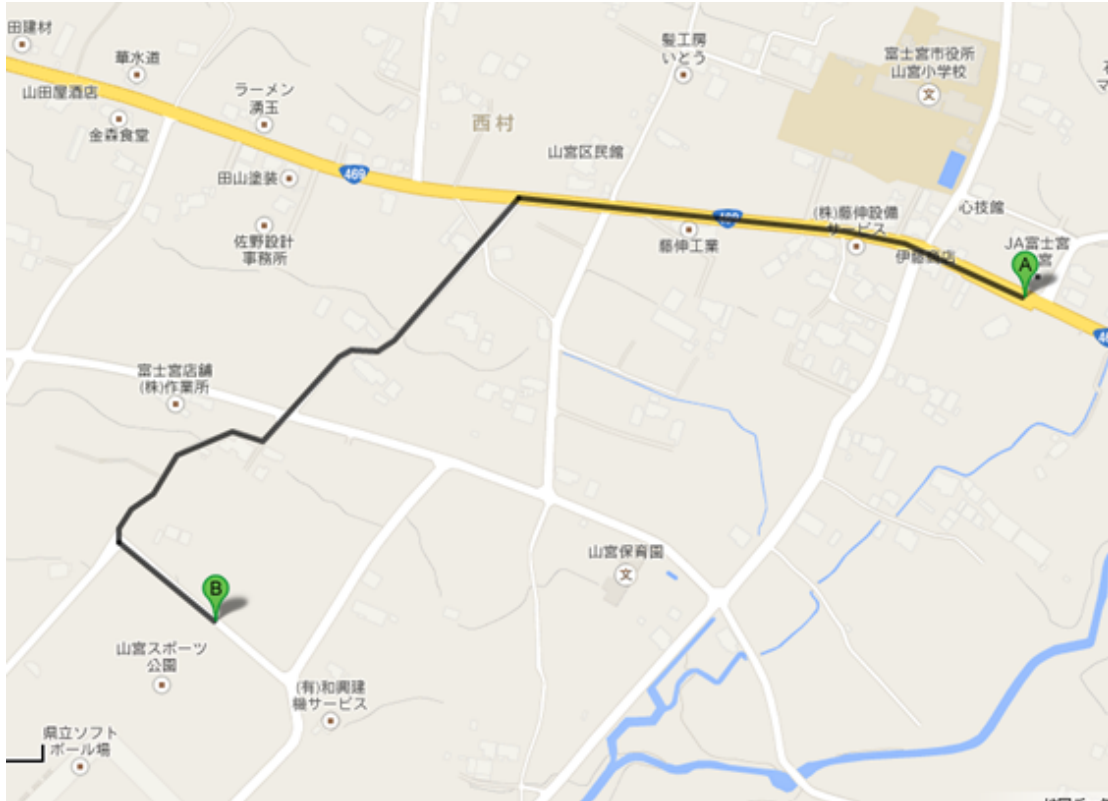 田建材
華水道
山田屋酒店
金森食堂
ラーメン
湧玉
469
田山塗装
佐野設計
事務所
西村
髪工房
いとう
山宮区民館
富士宮市役所
山宮小学校
文
(株)藤伸設備
サービス
藤伸工業
心技館
JA富士宮
宮
A
富士宮店舗
(株)作業所
山宮保育園
文
B
山宮スポーツ
公園
(有)和興建
機サービス
県立ソフト
ボール場